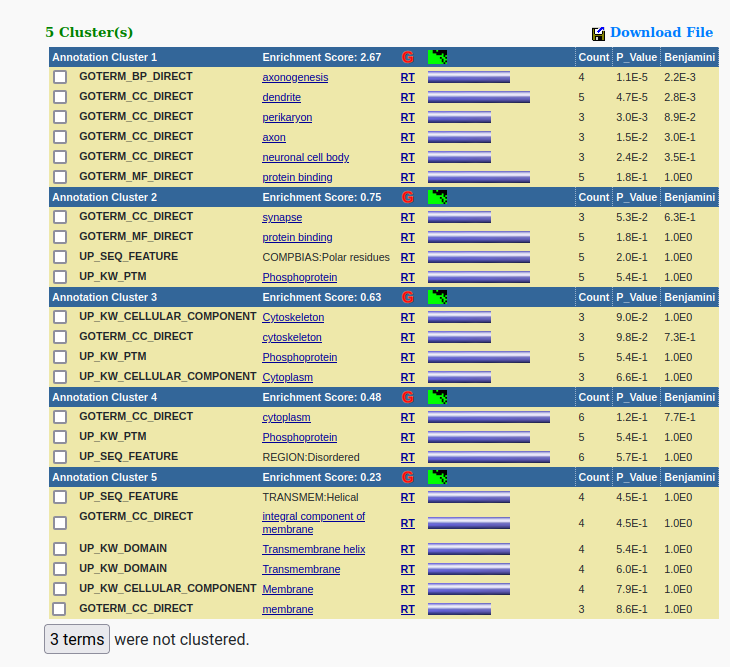 5 Cluster(s) Download File
Annotation Cluster 1 Enrichment Score: 2.67 G Count P_Value Benjamini
GOTERM_BP_DIRECT axonogenesis RT 4 1.1E-5 2.2E-3
GOTERM_CC_DIRECT dendrite RT 5 4.7E-5 2.8E-3
GOTERM_CC_DIRECT perikaryon RT 3 3.0E-3 8.9E-2
GOTERM_CC_DIRECT axon RT 3 1.5E-2 3.0E-1
GOTERM_CC_DIRECT neuronal cell body RT 3 2.4E-2 3.5E-1
GOTERM_MF_DIRECT protein binding RT 5 1.8E-1 1.0E0
Annotation Cluster 2 Enrichment Score: 0.75 G Count P_Value Benjamini
GOTERM_CC_DIRECT synapse RT 3 5.3E-2 6.3E-1
GOTERM_MF_DIRECT protein binding RT 5 1.8E-1 1.0E0
UP_SEQ_FEATURE COMPBIAS:Polar residues RT 5 2.0E-1 1.0E0
UP_KW_PTM Phosphoprotein RT 5 5.4E-1 1.0E0
Annotation Cluster 3 Enrichment Score: 0.63 G Count P_Value Benjamini
UP_KW_CELLULAR_COMPONENT Cytoskeleton RT 3 9.0E-2 1.0E0
GOTERM_CC_DIRECT cytoskeleton RT 3 9.8E-2 7.3E-1
UP_KW_PTM Phosphoprotein RT 5 5.4E-1 1.0E0
UP_KW_CELLULAR_COMPONENT Cytoplasm RT 3 6.6E-1 1.0E0
Annotation Cluster 4 Enrichment Score: 0.48 G Count P_Value Benjamini
GOTERM_CC_DIRECT cytoplasm RT 6 1.2E-1 7.7E-1
UP_KW_PTM Phosphoprotein RT 5 5.4E-1 1.0E0
UP_SEQ_FEATURE REGION:Disordered RT 6 5.7E-1 1.0E0
Annotation Cluster 5 Enrichment Score: 0.23 G Count P_Value Benjamini
UP_SEQ_FEATURE TRANSMEM:Helical RT 4 4.5E-1 1.0E0
GOTERM_CC_DIRECT integral component of
membrane RT 4 4.5E-1 1.0E0
UP_KW_DOMAIN Transmembrane helix RT 4 5.4E-1 1.0E0
UP_KW_DOMAIN Transmembrane RT 4 6.0E-1 1.0E0
UP_KW_CELLULAR_COMPONENT Membrane RT 4 7.9E-1 1.0E0
GOTERM_CC_DIRECT membrane RT 3 8.6E-1 1.0E0
3 terms were not clustered.